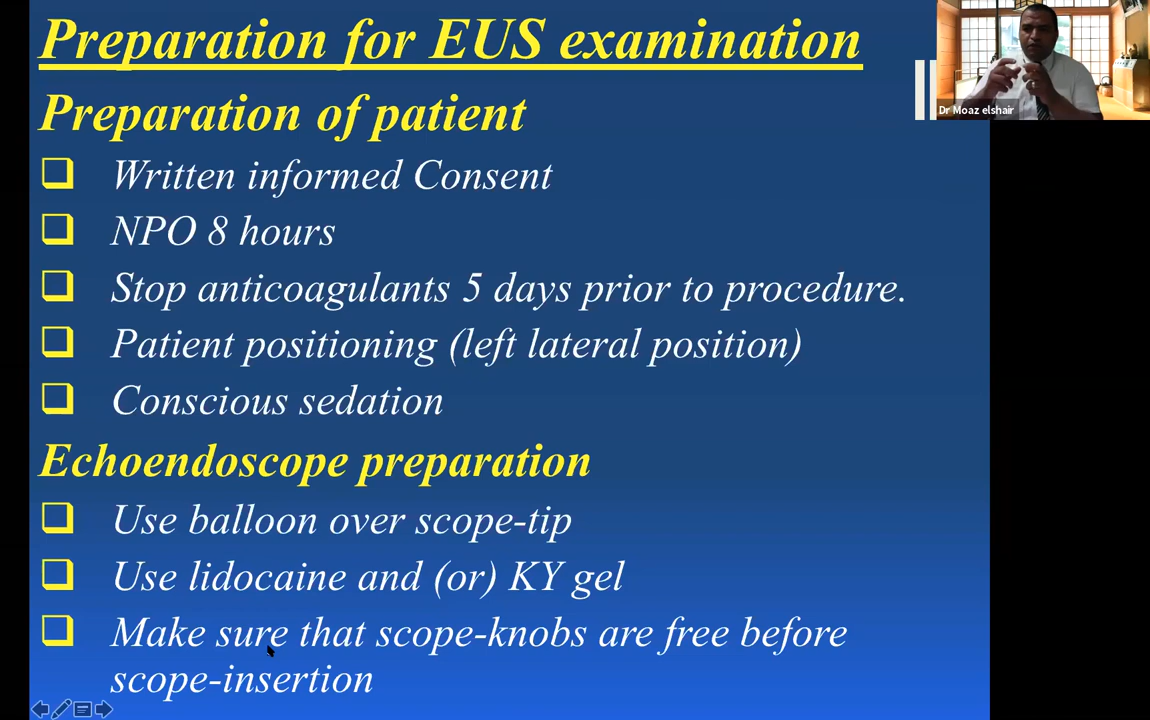 Preparation for EUS examination
Preparation of patient
Written informed Consent
NPO 8 hours
Stop anticoagulants 5 days prior to procedure.
Patient positioning (left lateral position)
Conscious sedation
Echoendoscope preparation
Use balloon over scope-tip
Use lidocaine and (or) KY gel
Make sure that scope-knobs are free before
scope-insertion
Dr Moaz elshair